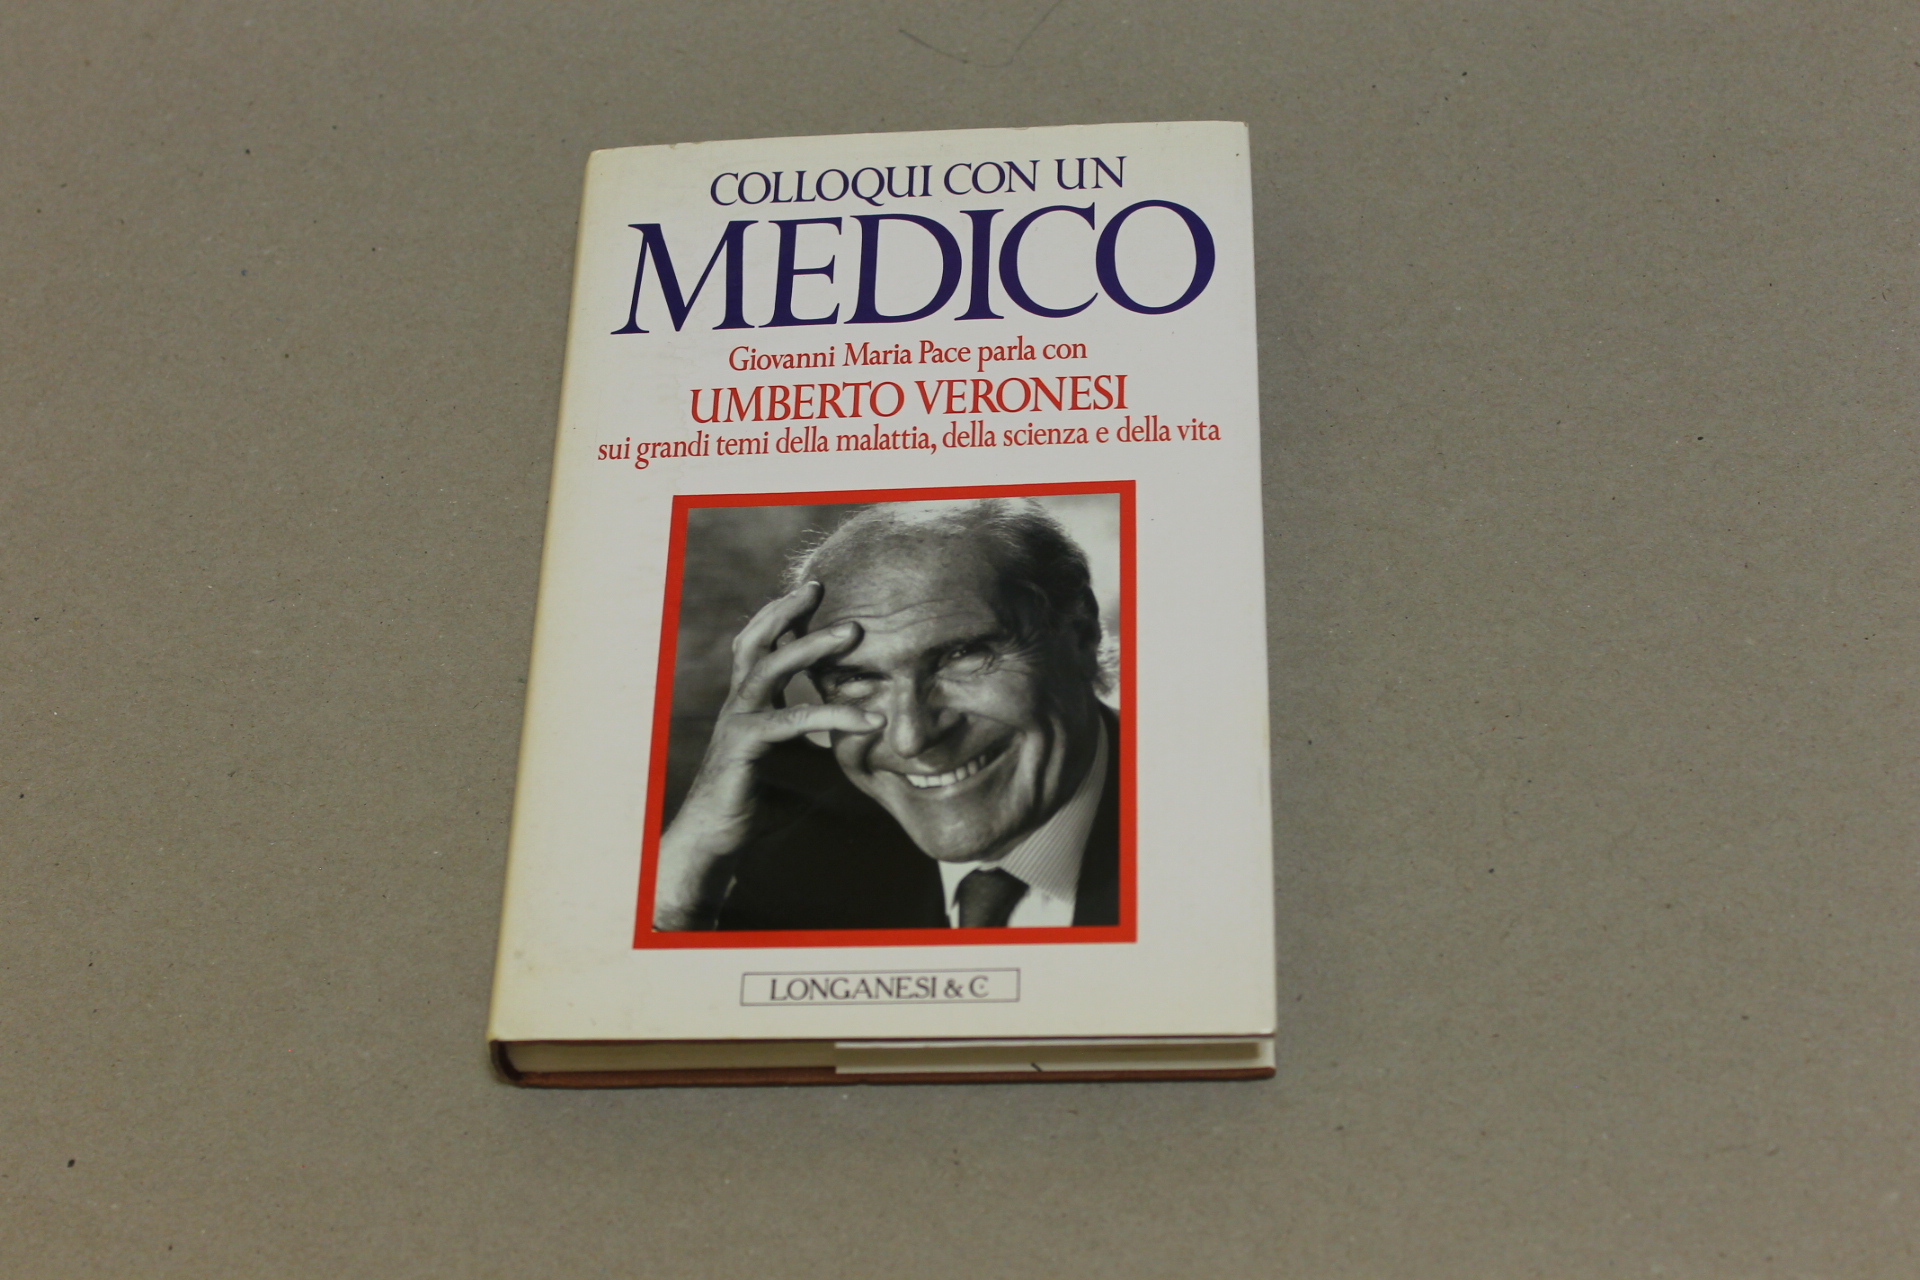 COLLOQUI CON UN
MEDICO
Giovanni Maria Pace parla con
UMBERTO VERONESI
sui grandi temi della malattia, della scienza e della vita
LONGANESI & C.